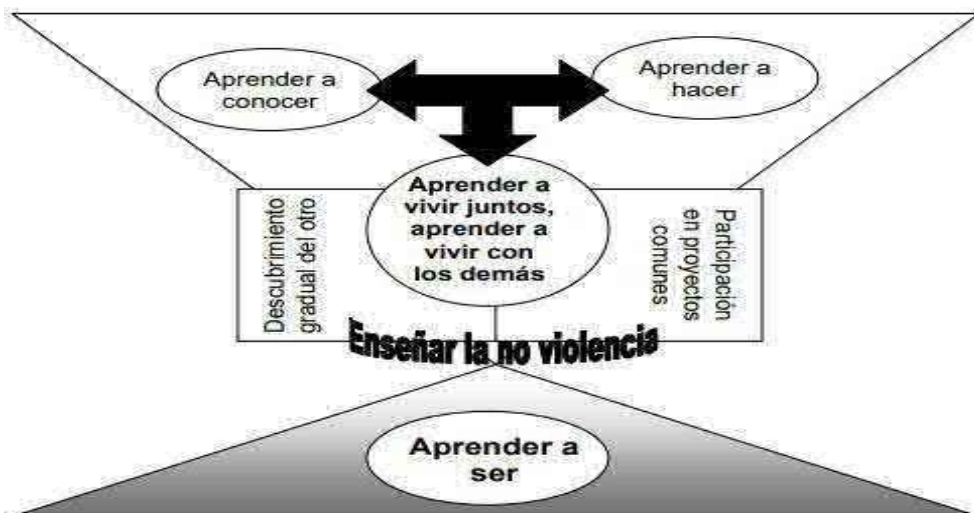 Aprender a
conocer
Aprender a
hacer
Aprender a
vivir juntos,
aprender a
vivir con
los demás
Descubrimiento
gradual del otro
Participación
en proyectos
comunes
Enseñar la no violencia
Aprender a
ser